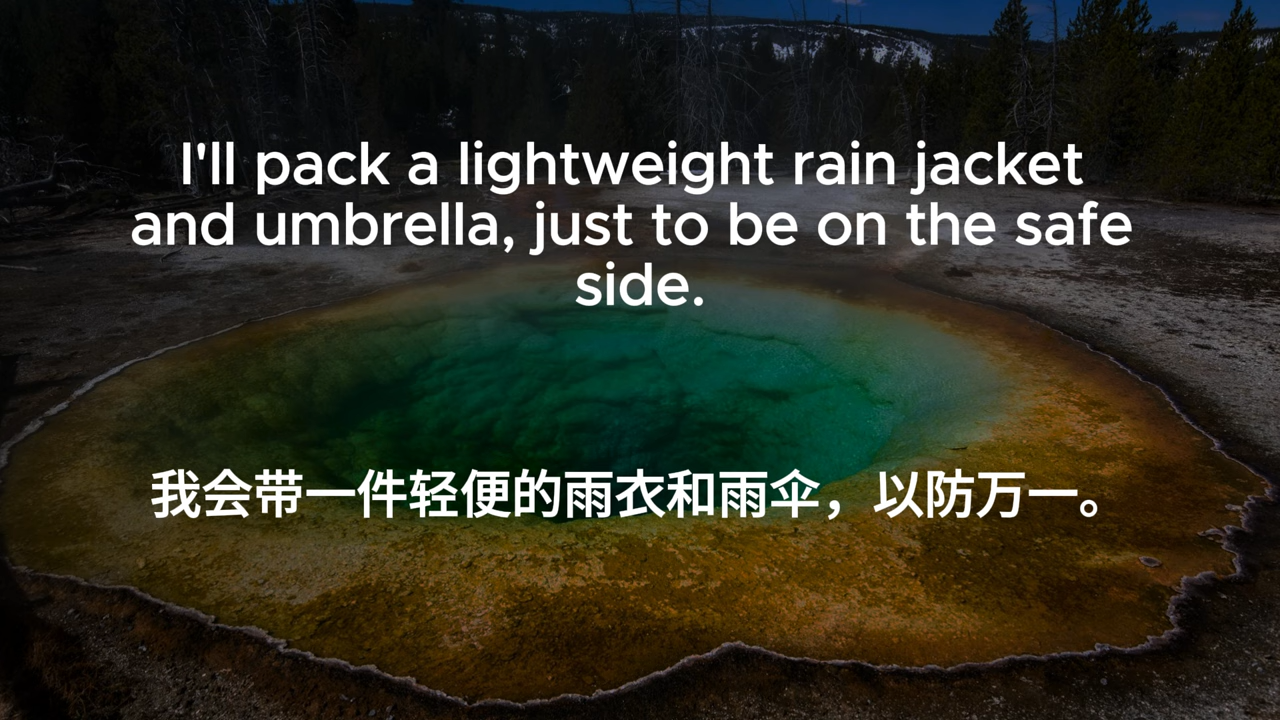 I'll pack a lightweight rain jacket
and umbrella, just to be on the safe
side.
我会带一件轻便的雨衣和雨伞，以防万一。